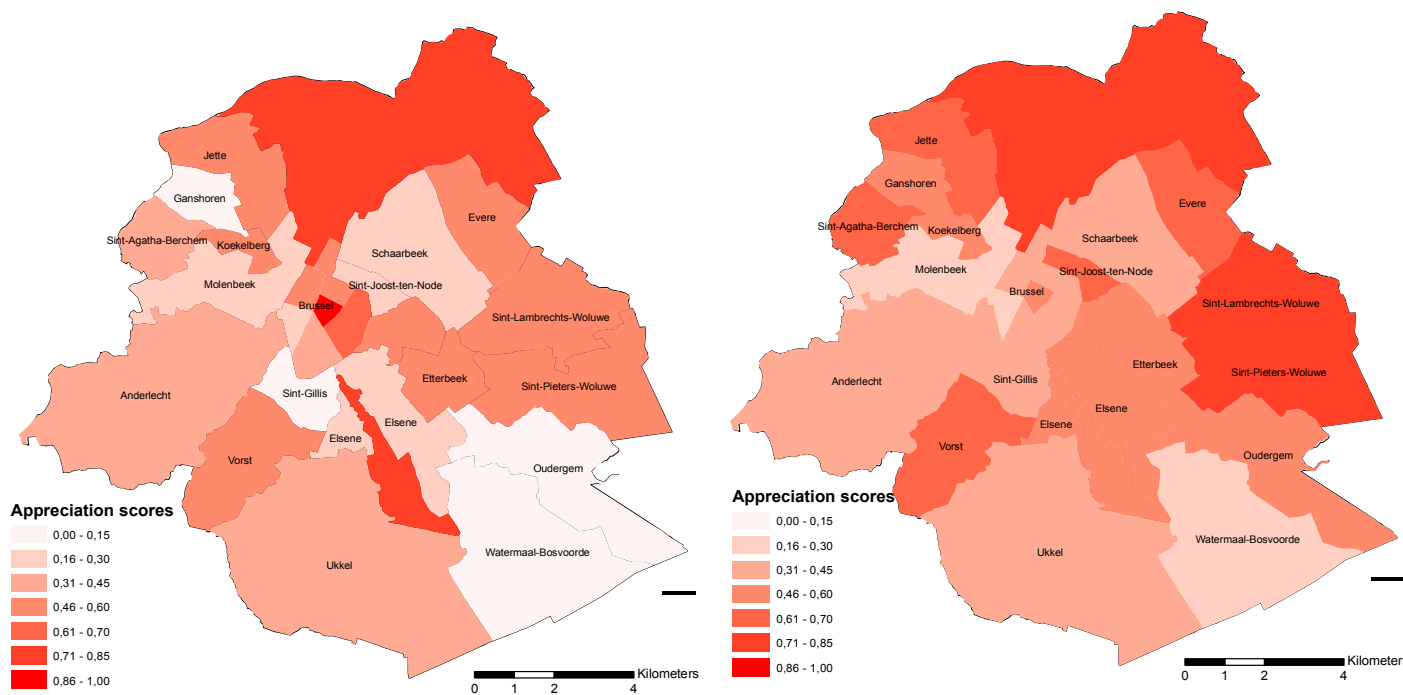 Jette
Ganshoren
Sint-Agatha-Berchem
Koekelberg
Molenbeek
Schaarbeek
Evere
Sint-Joost-ten-Node
Brussel
Sint-Lambrechts-Woluwe
Etterbeek
Sint-Pieters-Woluwe
Anderlecht
Sint-Gillis
Elsene
Elsene
Vorst
Oudergem
Watermaal-Bosvoorde
Ukkel
Appreciation scores
0,00 - 0,15
0,16 - 0,30
0,31 - 0,45
0,46 - 0,60
0,61 - 0,70
0,71 - 0,85
0,86 - 1,00
Kilometers
0 1 2 4
Jette
Ganshoren
Sint-Agatha-Berchem
Koekelberg
Molenbeek
Schaarbeek
Evere
Sint-Joost-ten-Node
Brussel
Sint-Lambrechts-Woluwe
Etterbeek
Sint-Pieters-Woluwe
Anderlecht
Sint-Gillis
Elsene
Elsene
Vorst
Oudergem
Watermaal-Bosvoorde
Ukkel
Appreciation scores
0,00 - 0,15
0,16 - 0,30
0,31 - 0,45
0,46 - 0,60
0,61 - 0,70
0,71 - 0,85
0,86 - 1,00
Kilometers
0 1 2 4